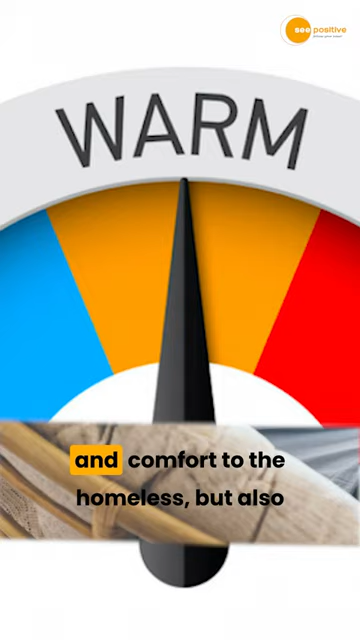 see positive
WARM
and comfort to the
homeless, but also